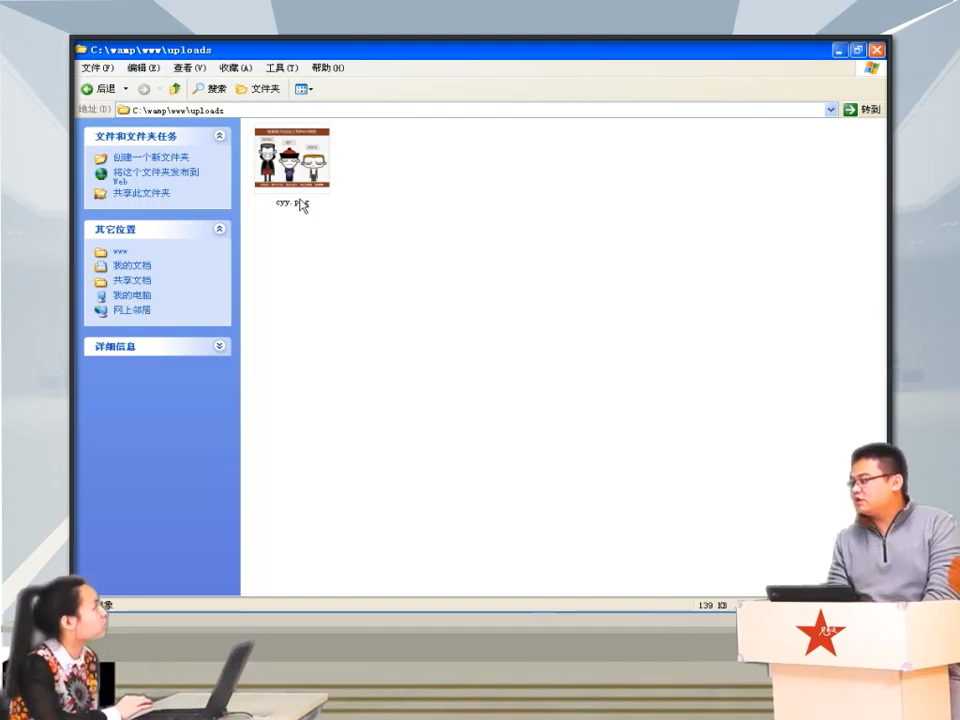 C:\wamp\www\uploads
文件(F) 编辑(E) 查看(V) 收藏(A) 工具(T) 帮助(H)
后退 搜索 文件夹
地址(D) C:\wamp\www\uploads 转到
文件和文件夹任务
创建一个新文件夹
将这个文件夹发布到
Web
共享此文件夹
其它位置
www
我的文档
共享文档
我的电脑
网上邻居
详细信息
象 139 KB